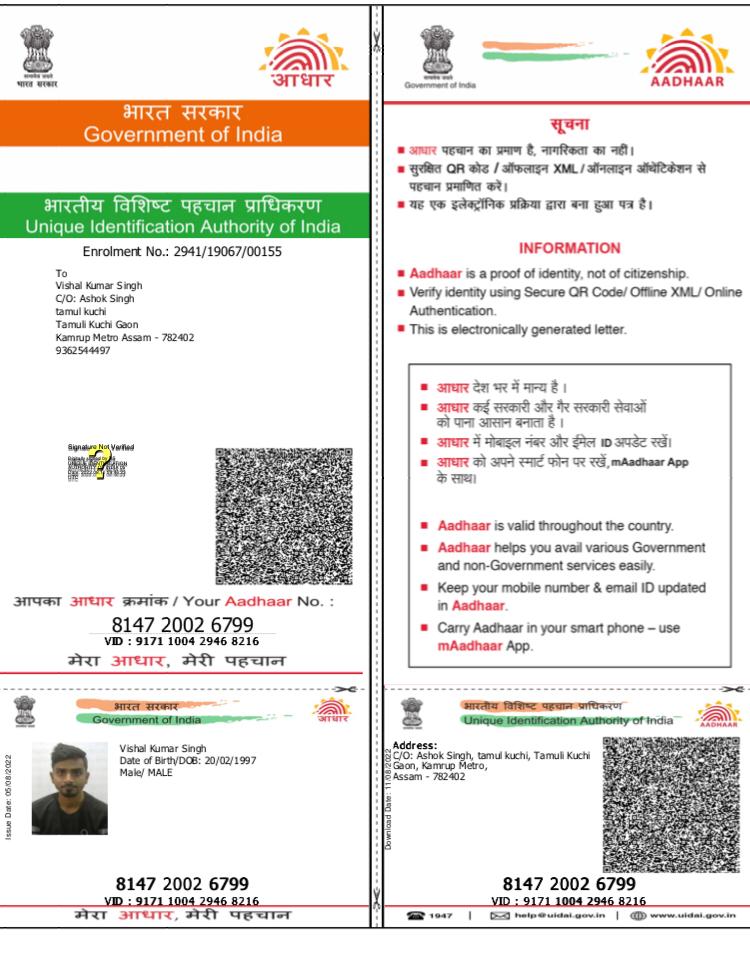 सत्यमेव जयते
भारत सरकार
आधार
भारत सरकार
Government of India
भारतीय विशिष्ट पहचान प्राधिकरण
Unique Identification Authority of India
Enrolment No.: 2941/19067/00155
To
Vishal Kumar Singh
C/O: Ashok Singh
tamul kuchi
Tamuli Kuchi Gaon
Kamrup Metro Assam - 782402
9362544497
Signature Not Verified
आपका आधार क्रमांक / Your Aadhaar No. :
8147 2002 6799
VID : 9171 1004 2946 8216
मेरा आधार, मेरी पहचान
Government of India
AADHAAR
सूचना
आधार पहचान का प्रमाण है, नागरिकता का नहीं।
सुरक्षित QR कोड / ऑफलाइन XML / ऑनलाइन ऑथेंटिकेशन से
पहचान प्रमाणित करें।
यह एक इलेक्ट्रॉनिक प्रक्रिया द्वारा बना हुआ पत्र है।
INFORMATION
Aadhaar is a proof of identity, not of citizenship.
Verify identity using Secure QR Code/ Offline XML/ Online
Authentication.
This is electronically generated letter.
आधार देश भर में मान्य है ।
आधार कई सरकारी और गैर सरकारी सेवाओं
को पाना आसान बनाता है ।
आधार में मोबाइल नंबर और ईमेल ID अपडेट रखें।
आधार को अपने स्मार्ट फोन पर रखें, mAadhaar App
के साथ।
Aadhaar is valid throughout the country.
Aadhaar helps you avail various Government
and non-Government services easily.
Keep your mobile number & email ID updated
in Aadhaar.
Carry Aadhaar in your smart phone – use
mAadhaar App.
भारत सरकार
Government of India
आधार
Issue Date: 05/08/2022
Vishal Kumar Singh
Date of Birth/DOB: 20/02/1997
Male/ MALE
8147 2002 6799
VID : 9171 1004 2946 8216
मेरा आधार, मेरी पहचान
भारतीय विशिष्ट पहचान प्राधिकरण
Unique Identification Authority of India
AADHAAR
Download Date: 11/08/2022
Address:
C/O: Ashok Singh, tamul kuchi, Tamuli Kuchi
Gaon, Kamrup Metro,
Assam - 782402
8147 2002 6799
VID : 9171 1004 2946 8216
1947 | help@uidai.gov.in | www.uidai.gov.in